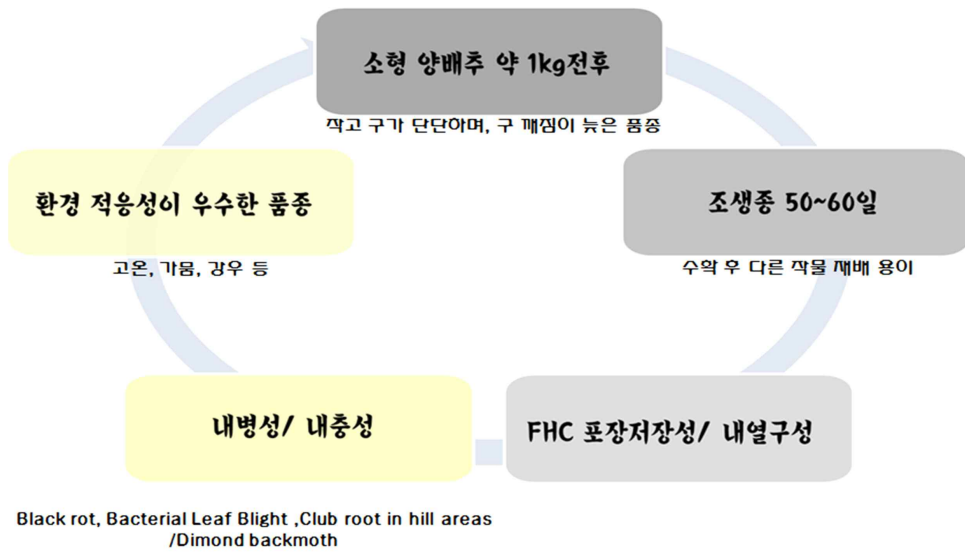 소형 양배추 약 1kg전후
작고 구가 단단하며, 구 깨짐이 늦은 품종
조생종 50~60일
수확 후 다른 작물 재배 용이
FHC 포장저장성/ 내열구성
내병성/ 내충성
Black rot, Bacterial Leaf Blight ,Club root in hill areas
/Dimond backmoth
환경 적응성이 우수한 품종
고온, 가뭄, 강우 등